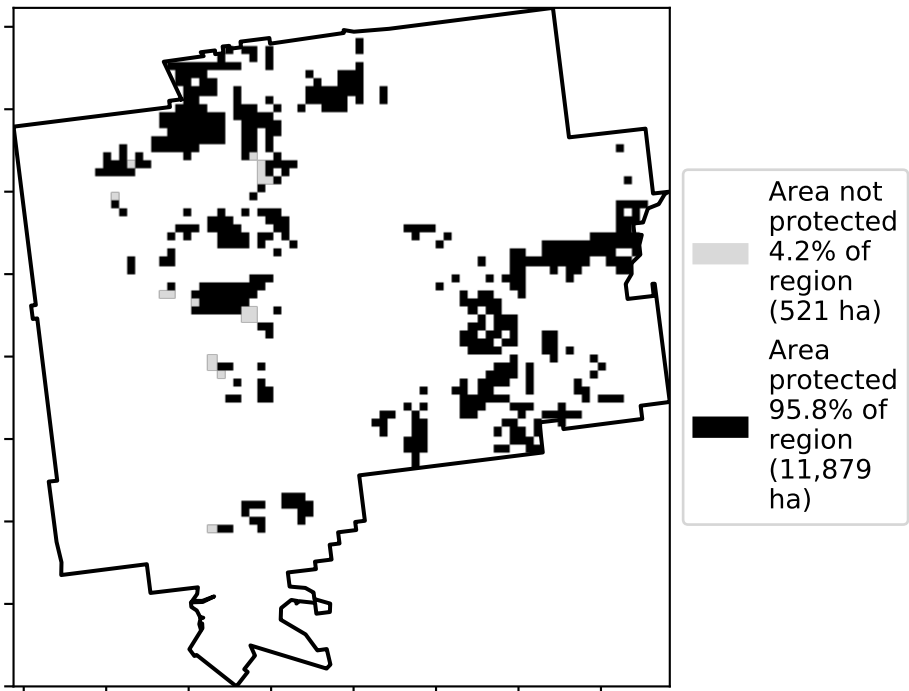 Area not
protected
4.2% of
region
(521 ha)
Area
protected
95.8% of
region
(11,879
ha)